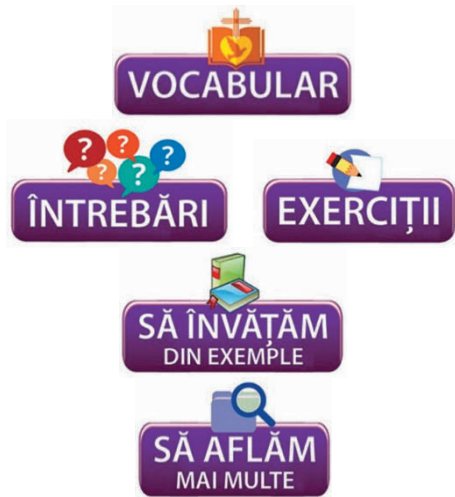 VOCABULAR
? ? ? ? ?
ÎNTREBĂRI
EXERCIȚII
SĂ ÎNVĂȚĂM
DIN EXEMPLE
SĂ AFLĂM
MAI MULTE